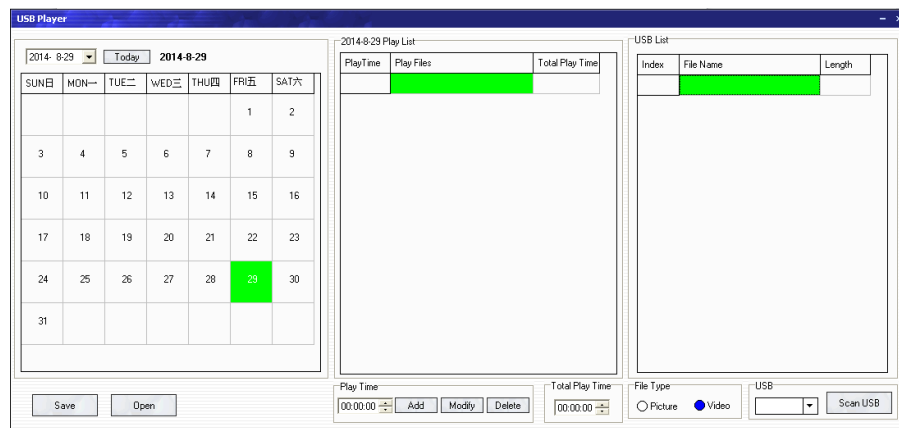 USB Player
2014- 8-29 Today 2014-8-29
SUN日 MON一 TUE二 WED三 THU四 FRI五 SAT六
1 2
3 4 5 6 7 8 9
10 11 12 13 14 15 16
17 18 19 20 21 22 23
24 25 26 27 28 29 30
31
Save Open
2014-8-29 Play List
PlayTime Play Files Total Play Time
Play Time
00:00:00 Add Modify Delete
Total Play Time
00:00:00
USB List
Index File Name Length
File Type
Picture Video
USB
Scan USB